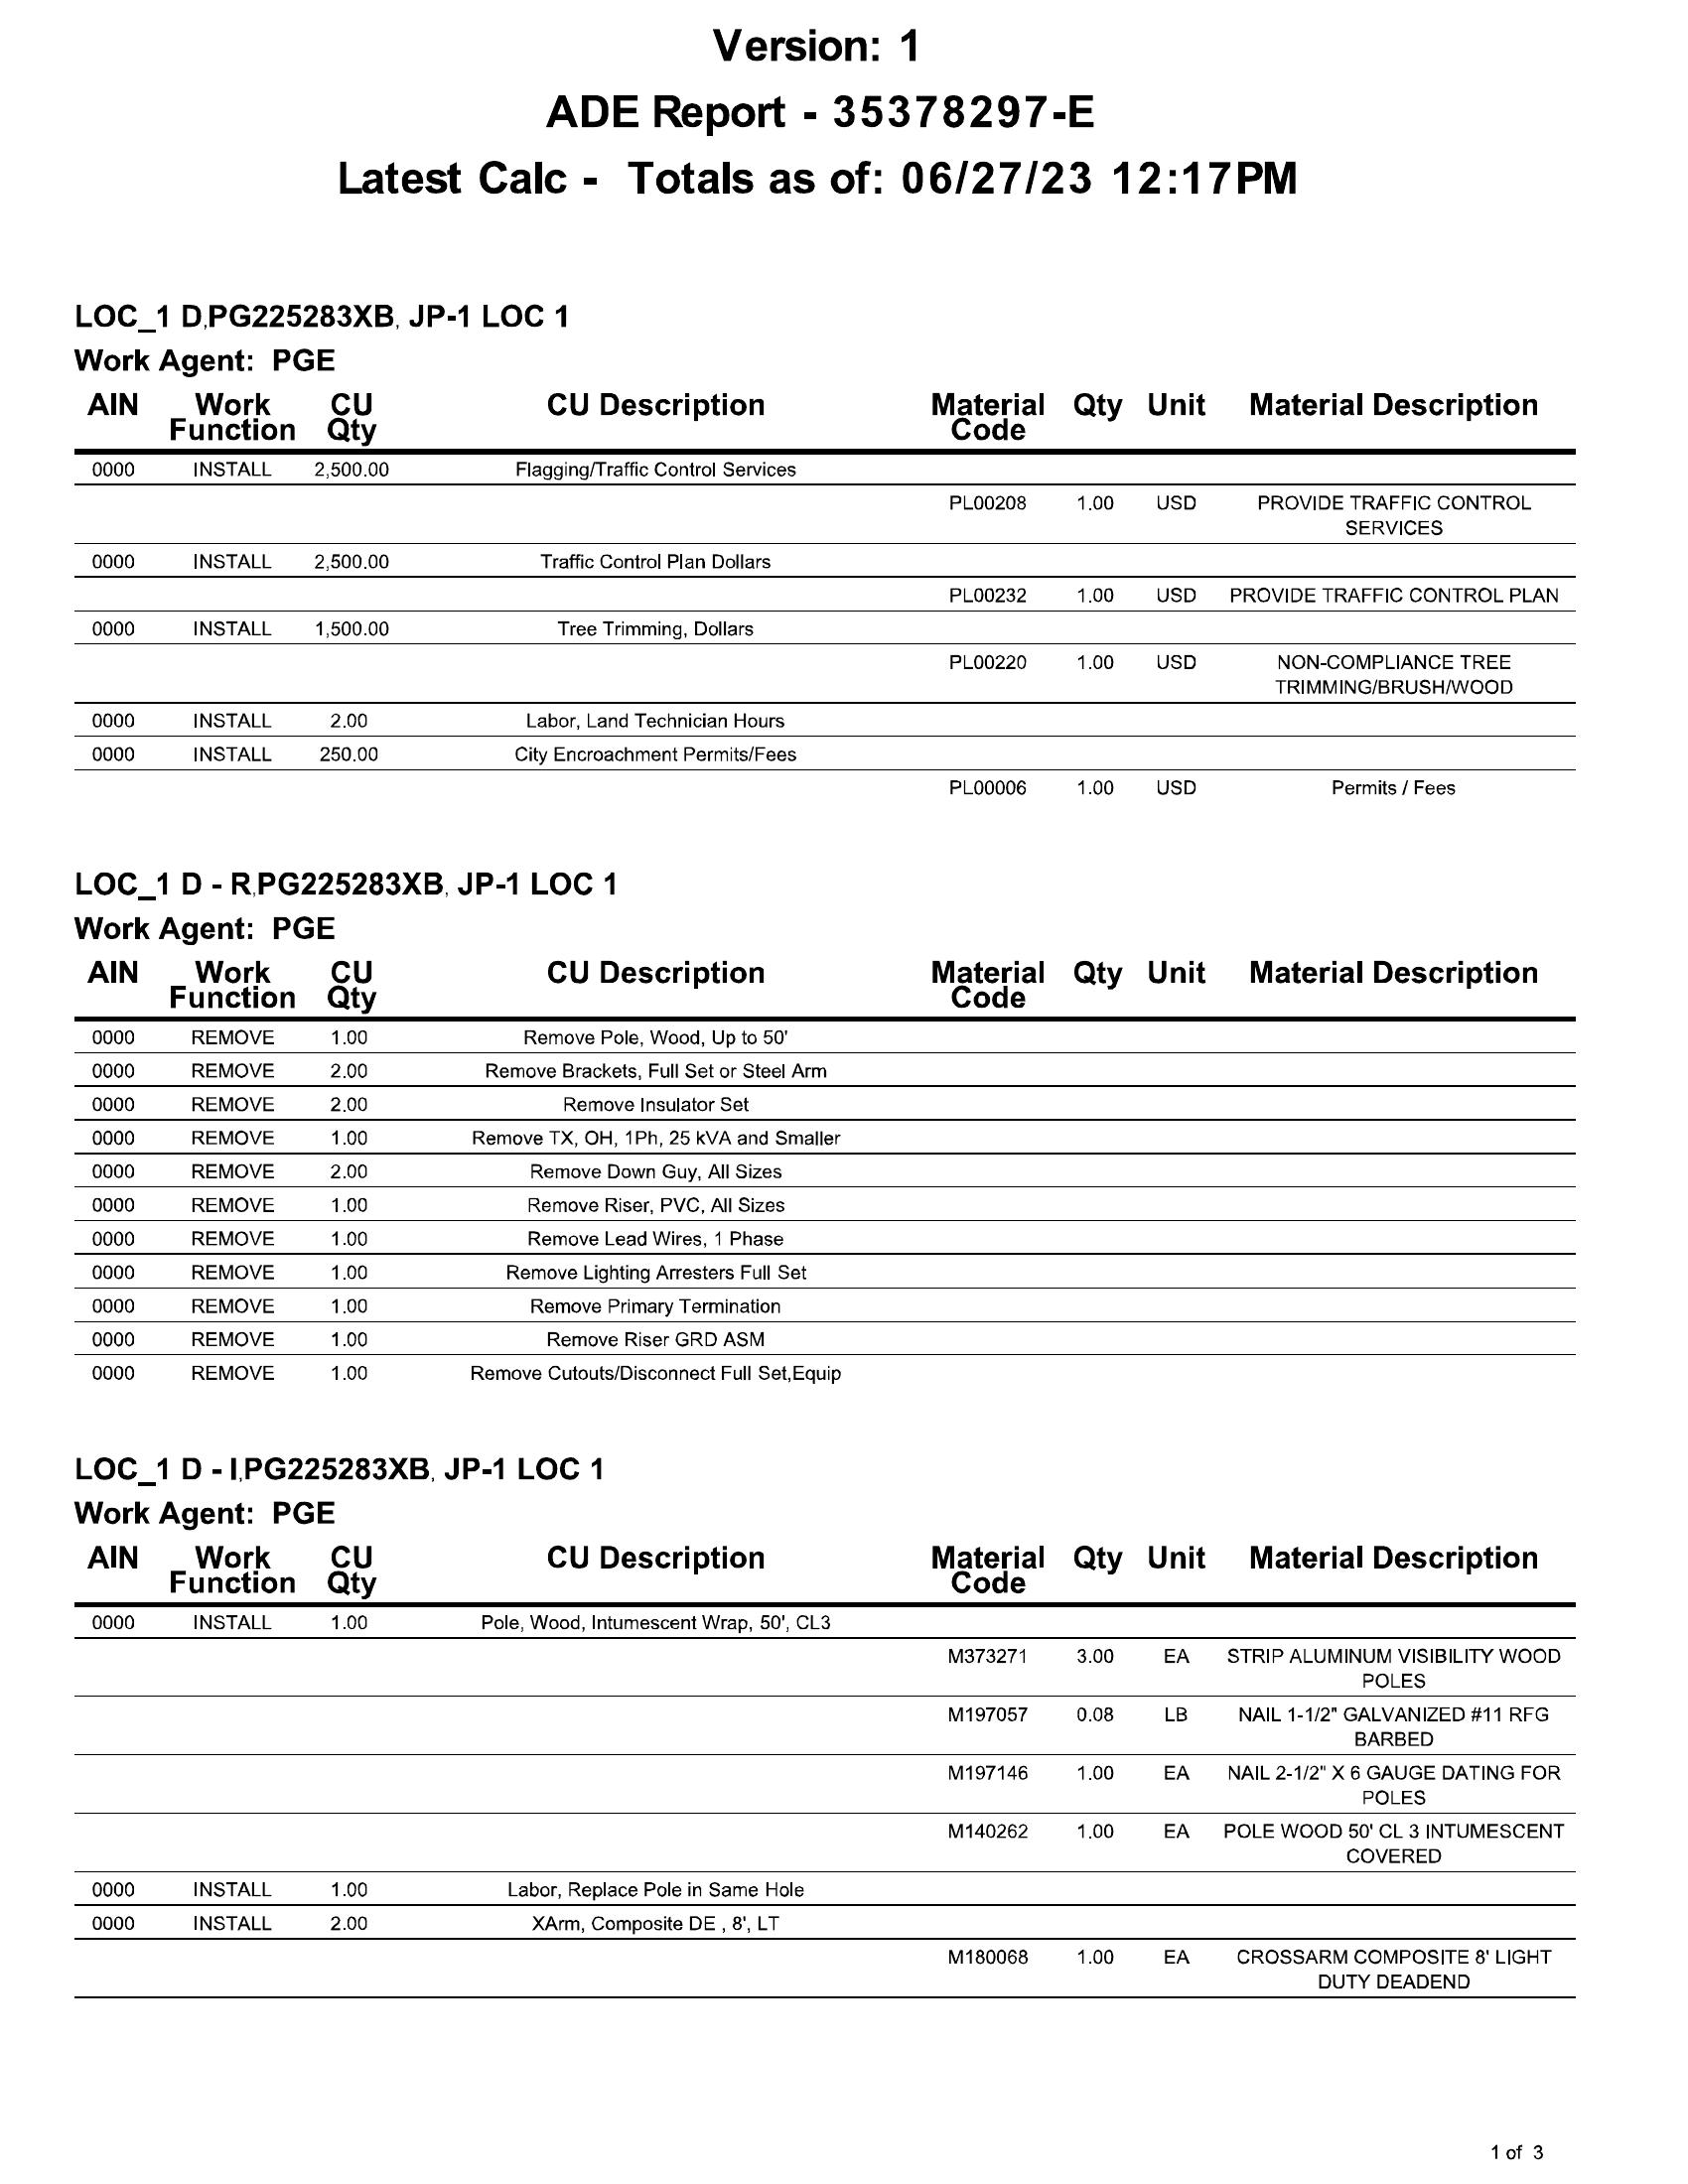 Version: 1
ADE Report - 35378297-E
Latest Calc - Totals as of: 06/27/23 12:17PM
LOC_1 D,PG225283XB, JP-1 LOC 1
Work Agent: PGE
AIN Work Function CU Qty CU Description Material Code Qty Unit Material Description
0000 INSTALL 2,500.00 Flagging/Traffic Control Services
PL00208 1.00 USD PROVIDE TRAFFIC CONTROL
SERVICES
0000 INSTALL 2,500.00 Traffic Control Plan Dollars
PL00232 1.00 USD PROVIDE TRAFFIC CONTROL PLAN
0000 INSTALL 1,500.00 Tree Trimming, Dollars
PL00220 1.00 USD NON-COMPLIANCE TREE
TRIMMING/BRUSH/WOOD
0000 INSTALL 2.00 Labor, Land Technician Hours
0000 INSTALL 250.00 City Encroachment Permits/Fees
PL00006 1.00 USD Permits / Fees
LOC_1 D - R,PG225283XB, JP-1 LOC 1
Work Agent: PGE
AIN Work Function CU Qty CU Description Material Code Qty Unit Material Description
0000 REMOVE 1.00 Remove Pole, Wood, Up to 50'
0000 REMOVE 2.00 Remove Brackets, Full Set or Steel Arm
0000 REMOVE 2.00 Remove Insulator Set
0000 REMOVE 1.00 Remove TX, OH, 1Ph, 25 kVA and Smaller
0000 REMOVE 2.00 Remove Down Guy, All Sizes
0000 REMOVE 1.00 Remove Riser, PVC, All Sizes
0000 REMOVE 1.00 Remove Lead Wires, 1 Phase
0000 REMOVE 1.00 Remove Lighting Arresters Full Set
0000 REMOVE 1.00 Remove Primary Termination
0000 REMOVE 1.00 Remove Riser GRD ASM
0000 REMOVE 1.00 Remove Cutouts/Disconnect Full Set,Equip
LOC_1 D - I,PG225283XB, JP-1 LOC 1
Work Agent: PGE
AIN Work Function CU Qty CU Description Material Code Qty Unit Material Description
0000 INSTALL 1.00 Pole, Wood, Intumescent Wrap, 50', CL3
M373271 3.00 EA STRIP ALUMINUM VISIBILITY WOOD
POLES
M197057 0.08 LB NAIL 1-1/2" GALVANIZED #11 RFG
BARBED
M197146 1.00 EA NAIL 2-1/2" X 6 GAUGE DATING FOR
POLES
M140262 1.00 EA POLE WOOD 50' CL 3 INTUMESCENT
COVERED
0000 INSTALL 1.00 Labor, Replace Pole in Same Hole
0000 INSTALL 2.00 XArm, Composite DE , 8', LT
M180068 1.00 EA CROSSARM COMPOSITE 8' LIGHT
DUTY DEADEND
1 of 3